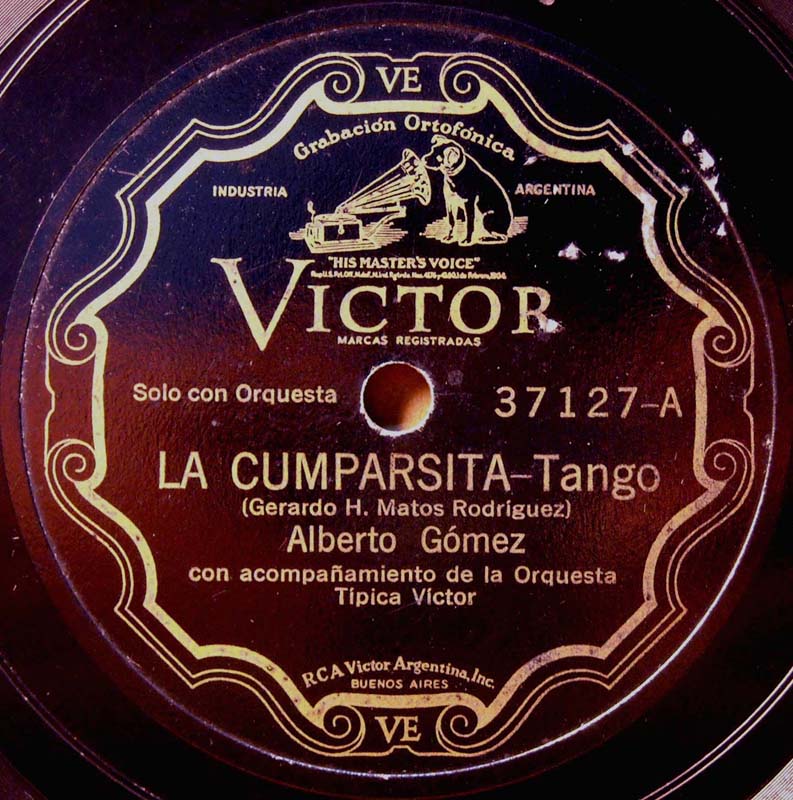 VE
Grabación Ortofónica
INDUSTRIA ARGENTINA
"HIS MASTER'S VOICE"
VICTOR
MARCAS REGISTRADAS
Solo con Orquesta 37127-A
LA CUMPARSITA-Tango
(Gerardo H. Matos Rodríguez)
Alberto Gómez
con acompañamiento de la Orquesta
Típica Víctor
RCA Victor Argentina, Inc.
BUENOS AIRES
VE